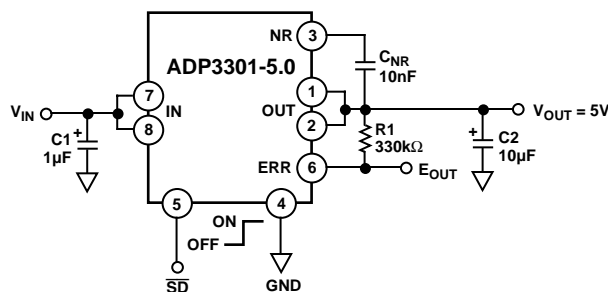 NR
3
C_NR
10nF
ADP3301-5.0
V_IN
7
8
IN
1
OUT
2
V_OUT = 5V
C1
+
1µF
R1
330kΩ
+
C2
10µF
ERR
6
E_OUT
5
4
ON
OFF
S̅D̅
GND